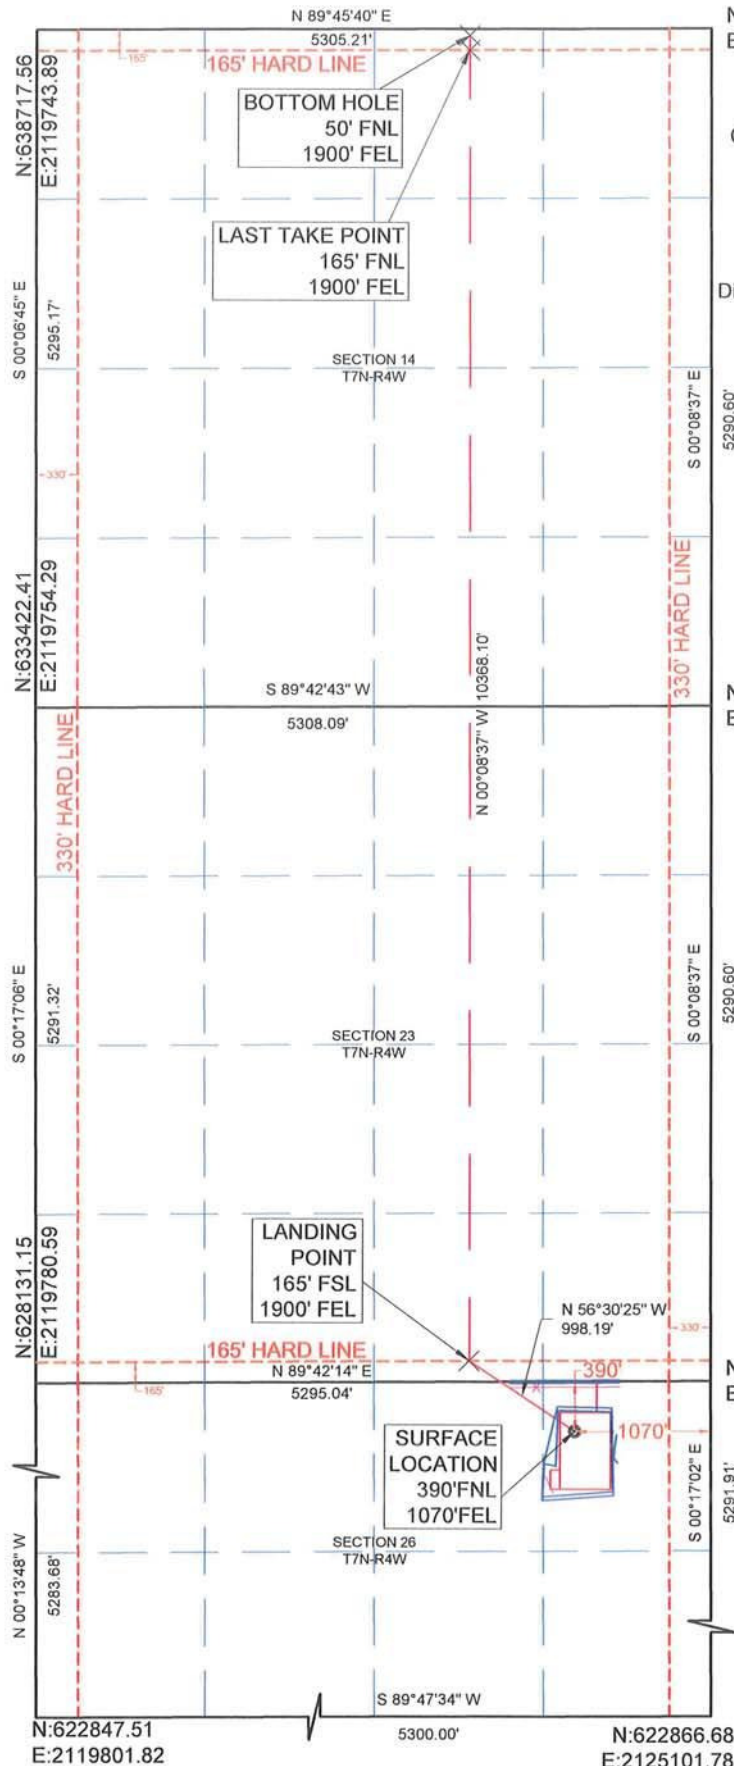 N 89°45'40" E
5305.21'
165'
165' HARD LINE
N:638717.56
E:2119743.89
BOTTOM HOLE
50' FNL
1900' FEL
LAST TAKE POINT
165' FNL
1900' FEL
S 00°06'45" E
5295.17'
SECTION 14
T7N-R4W
S 00°08'37" E
5290.60'
330'
330' HARD LINE
N:633422.41
E:2119754.29
S 89°42'43" W
5308.09'
N 00°08'37" W 10368.10'
330' HARD LINE
S 00°17'06" E
5291.32'
SECTION 23
T7N-R4W
S 00°08'37" E
5290.60'
N:628131.15
E:2119780.59
LANDING
POINT
165' FSL
1900' FEL
N 56°30'25" W
998.19'
330'
165' HARD LINE
N 89°42'14" E
5295.04'
165'
390'
1070'
SURFACE
LOCATION
390'FNL
1070'FEL
S 00°17'02" E
5291.91'
SECTION 26
T7N-R4W
N 00°13'48" W
5283.68'
S 89°47'34" W
5300.00'
N:622847.51
E:2119801.82
N:622866.68
E:2125101.78